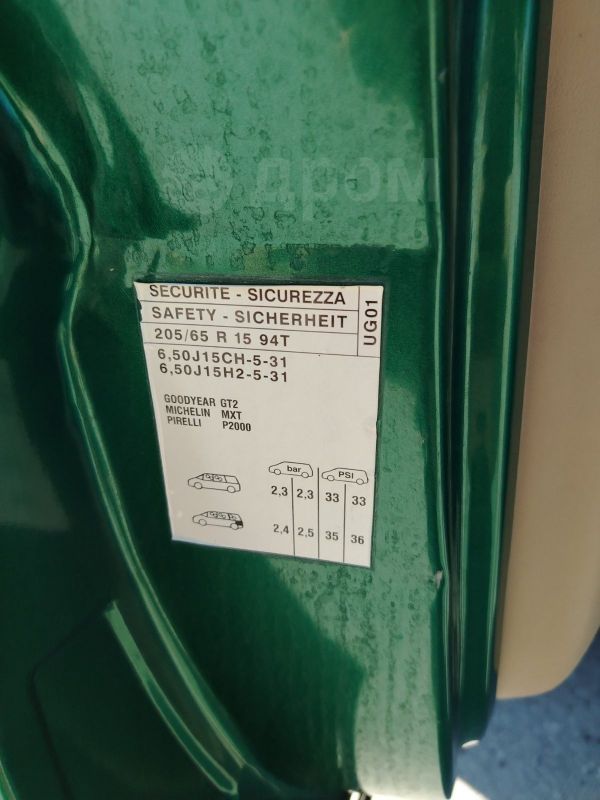 дром
SECURITE - SICUREZZA
SAFETY - SICHERHEIT
UG01
205/65 R 15 94T
6,50J15CH-5-31
6,50J15H2-5-31
GOODYEAR GT2
MICHELIN MXT
PIRELLI P2000
bar PSI
2,3 2,3 33 33
2,4 2,5 35 36